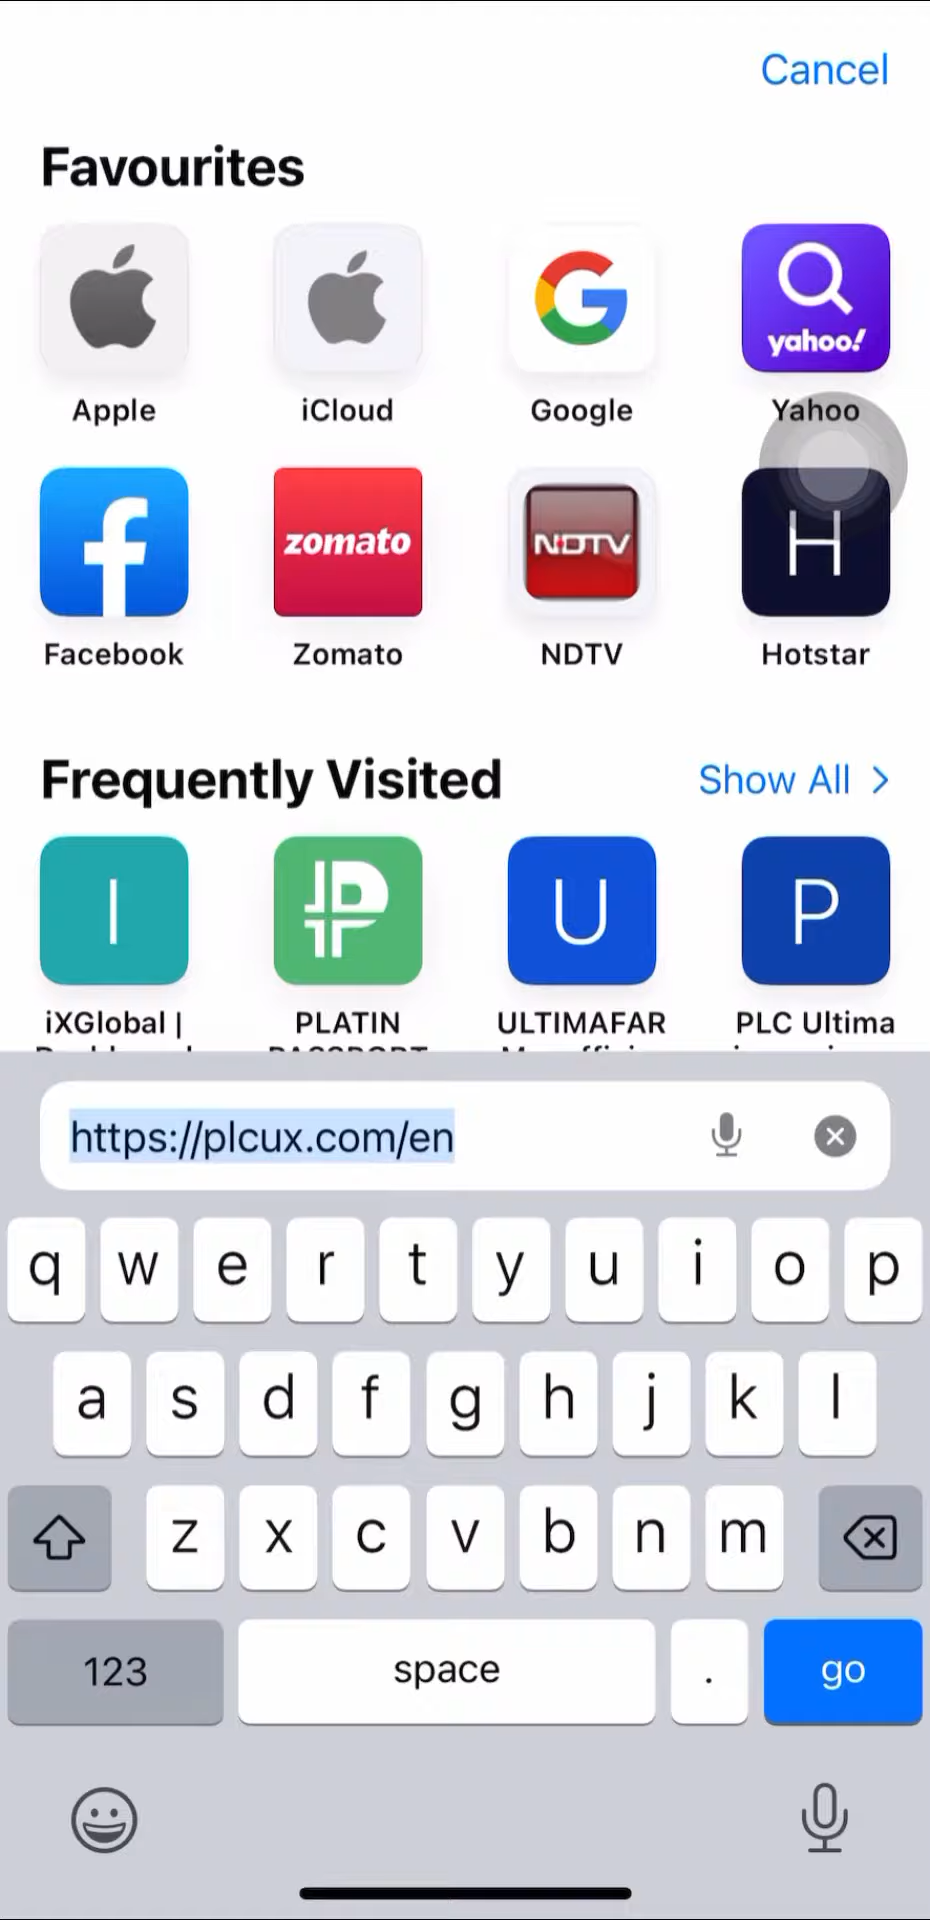 Cancel
Favourites
yahoo!
Apple iCloud Google Yahoo
zomato NDTV H
Facebook Zomato NDTV Hotstar
Frequently Visited Show All >
I U P
iXGlobal | PLATIN ULTIMAFAR PLC Ultima
PASSPORT
https://plcux.com/en
q w e r t y u i o p
a s d f g h j k l
z x c v b n m
123 space . go